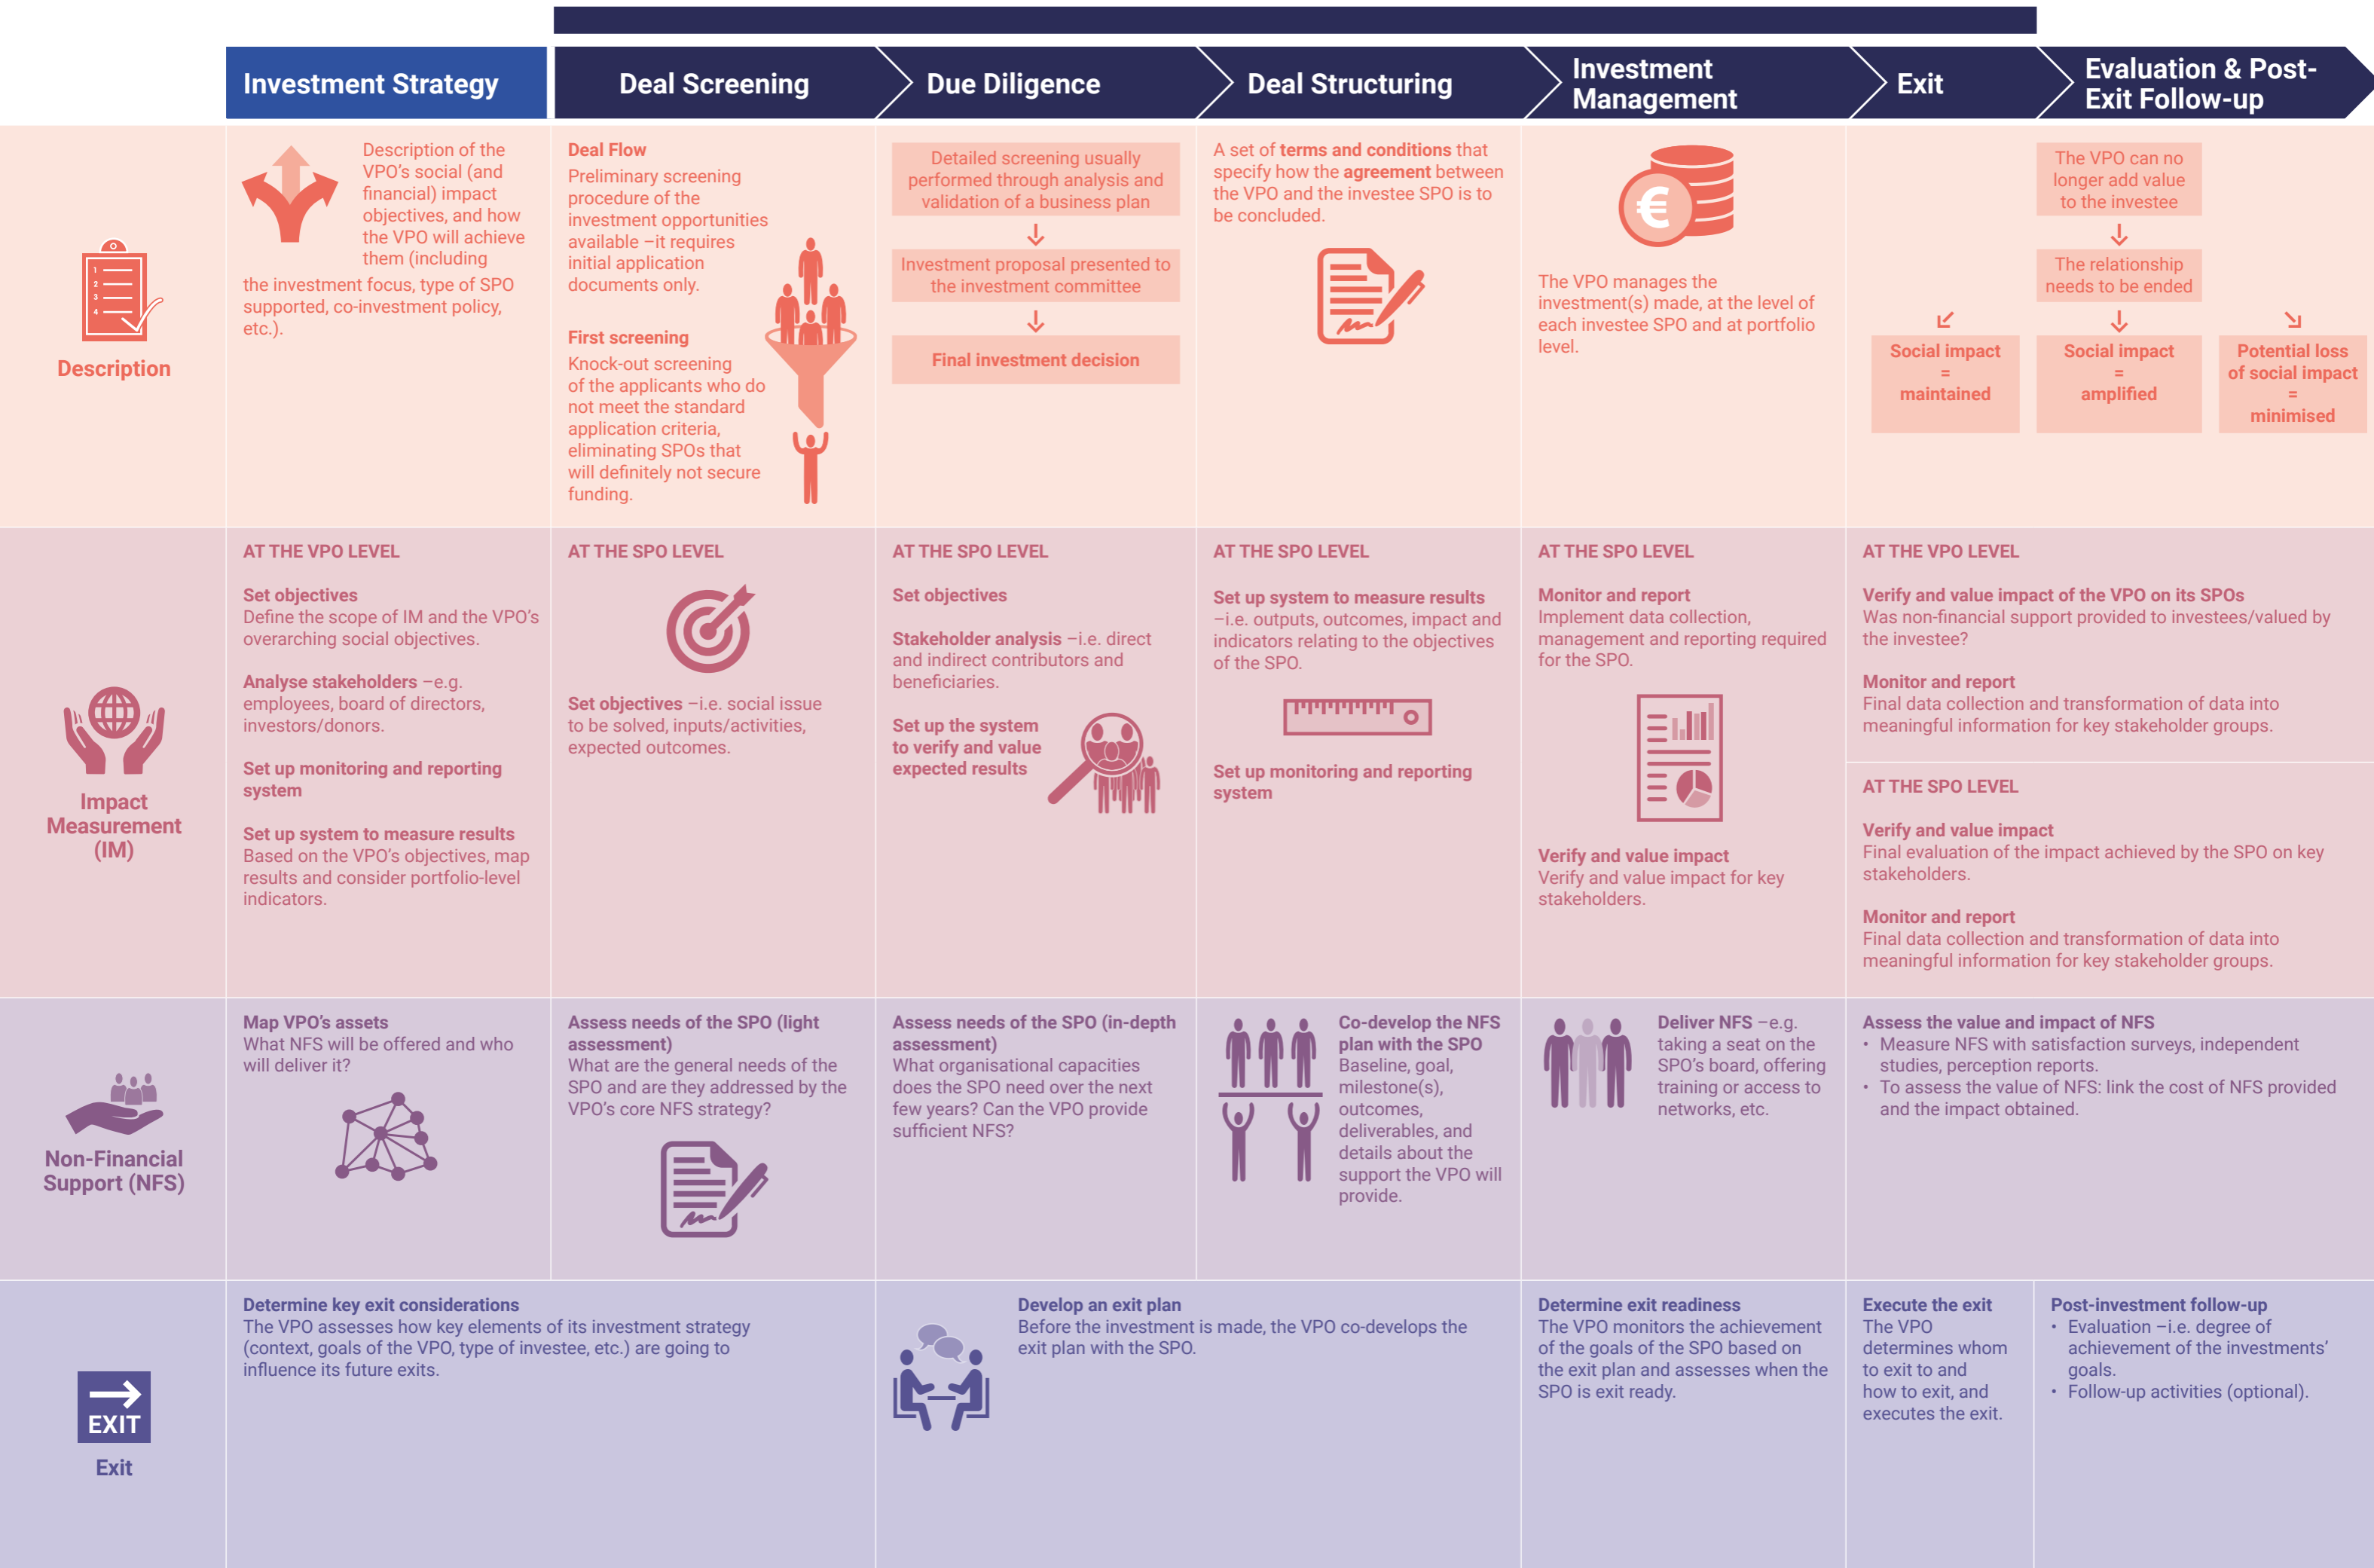 Investment Strategy
Deal Screening
Due Diligence
Deal Structuring
Investment
Management
Exit
Evaluation & Post-
Exit Follow-up
1
2
3
4
Description
Description of the
VPO’s social (and
financial) impact
objectives, and how
the VPO will achieve
them (including
the investment focus, type of SPO
supported, co-investment policy,
etc.).
Deal Flow
Preliminary screening
procedure of the
investment opportunities
available –it requires
initial application
documents only.
First screening
Knock-out screening
of the applicants who do
not meet the standard
application criteria,
eliminating SPOs that
will definitely not secure
funding.
Detailed screening usually
performed through analysis and
validation of a business plan
Investment proposal presented to
the investment committee
Final investment decision
A set of terms and conditions that
specify how the agreement between
the VPO and the investee SPO is to
be concluded.
€
The VPO manages the
investment(s) made, at the level of
each investee SPO and at portfolio
level.
The VPO can no
longer add value
to the investee
The relationship
needs to be ended
Social impact
=
maintained
Social impact
=
amplified
Potential loss
of social impact
=
minimised
Impact
Measurement
(IM)
AT THE VPO LEVEL
Set objectives
Define the scope of IM and the VPO’s
overarching social objectives.
Analyse stakeholders –e.g.
employees, board of directors,
investors/donors.
Set up monitoring and reporting
system
Set up system to measure results
Based on the VPO’s objectives, map
results and consider portfolio-level
indicators.
AT THE SPO LEVEL
Set objectives –i.e. social issue
to be solved, inputs/activities,
expected outcomes.
AT THE SPO LEVEL
Set objectives
Stakeholder analysis –i.e. direct
and indirect contributors and
beneficiaries.
Set up the system
to verify and value
expected results
AT THE SPO LEVEL
Set up system to measure results
–i.e. outputs, outcomes, impact and
indicators relating to the objectives
of the SPO.
Set up monitoring and reporting
system
AT THE SPO LEVEL
Monitor and report
Implement data collection,
management and reporting required
for the SPO.
Verify and value impact
Verify and value impact for key
stakeholders.
AT THE VPO LEVEL
Verify and value impact of the VPO on its SPOs
Was non-financial support provided to investees/valued by
the investee?
Monitor and report
Final data collection and transformation of data into
meaningful information for key stakeholder groups.
AT THE SPO LEVEL
Verify and value impact
Final evaluation of the impact achieved by the SPO on key
stakeholders.
Monitor and report
Final data collection and transformation of data into
meaningful information for key stakeholder groups.
Non-Financial
Support (NFS)
Map VPO’s assets
What NFS will be offered and who
will deliver it?
Assess needs of the SPO (light
assessment)
What are the general needs of the
SPO and are they addressed by the
VPO’s core NFS strategy?
Assess needs of the SPO (in-depth
assessment)
What organisational capacities
does the SPO need over the next
few years? Can the VPO provide
sufficient NFS?
Co-develop the NFS
plan with the SPO
Baseline, goal,
milestone(s),
outcomes,
deliverables, and
details about the
support the VPO will
provide.
Deliver NFS –e.g.
taking a seat on the
SPO’s board, offering
training or access to
networks, etc.
Assess the value and impact of NFS
• Measure NFS with satisfaction surveys, independent
studies, perception reports.
• To assess the value of NFS: link the cost of NFS provided
and the impact obtained.
EXIT
Exit
Determine key exit considerations
The VPO assesses how key elements of its investment strategy
(context, goals of the VPO, type of investee, etc.) are going to
influence its future exits.
Develop an exit plan
Before the investment is made, the VPO co-develops the
exit plan with the SPO.
Determine exit readiness
The VPO monitors the achievement
of the goals of the SPO based on
the exit plan and assesses when the
SPO is exit ready.
Execute the exit
The VPO
determines whom
to exit to and
how to exit, and
executes the exit.
Post-investment follow-up
• Evaluation –i.e. degree of
achievement of the investments’
goals.
• Follow-up activities (optional).